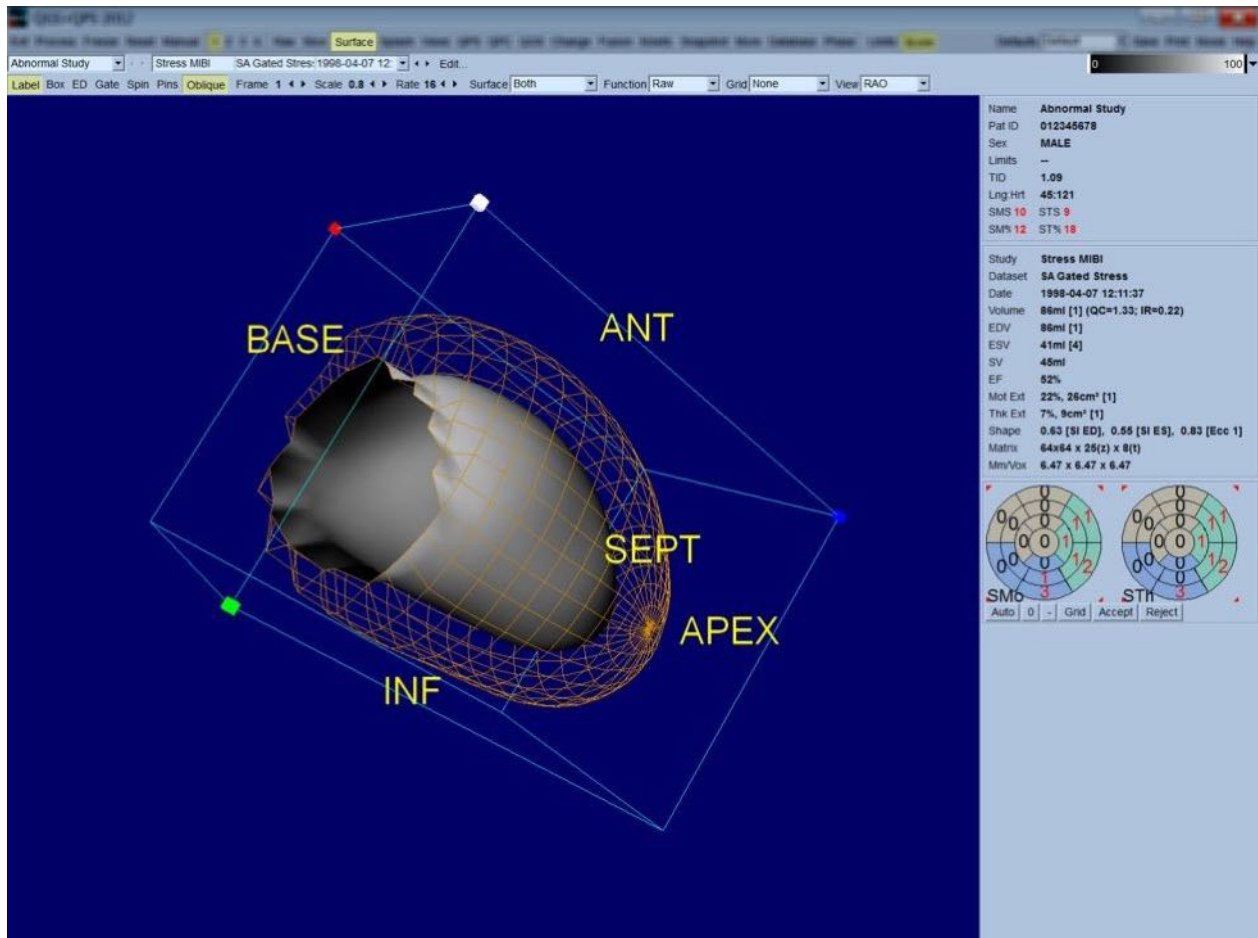 QGS+QPS 2012
Surface
Abnormal Study Stress MIBI SA Gated Stres: 1998-04-07 12: Edit... 0 100
Label Box ED Gate Spin Pins Oblique Frame 1 Scale 0.8 Rate 16 Surface Both Function Raw Grid None View RAO
BASE
ANT
SEPT
APEX
INF
Name Abnormal Study
Pat ID 012345678
Sex MALE
Limits --
TID 1.09
Lng:Hrt 45:121
SMS 10 STS 9
SM% 12 ST% 18
Study Stress MIBI
Dataset SA Gated Stress
Date 1998-04-07 12:11:37
Volume 86ml [1] (QC=1.33; IR=0.22)
EDV 86ml [1]
ESV 41ml [4]
SV 45ml
EF 52%
Mot Ext 22%, 26cm² [1]
Thk Ext 7%, 9cm² [1]
Shape 0.63 [SI ED], 0.55 [SI ES], 0.83 [Ecc 1]
Matrix 64x64 x 25(z) x 8(t)
Mm/Vox 6.47 x 6.47 x 6.47
SMo STh
Auto 0 - Grid Accept Reject